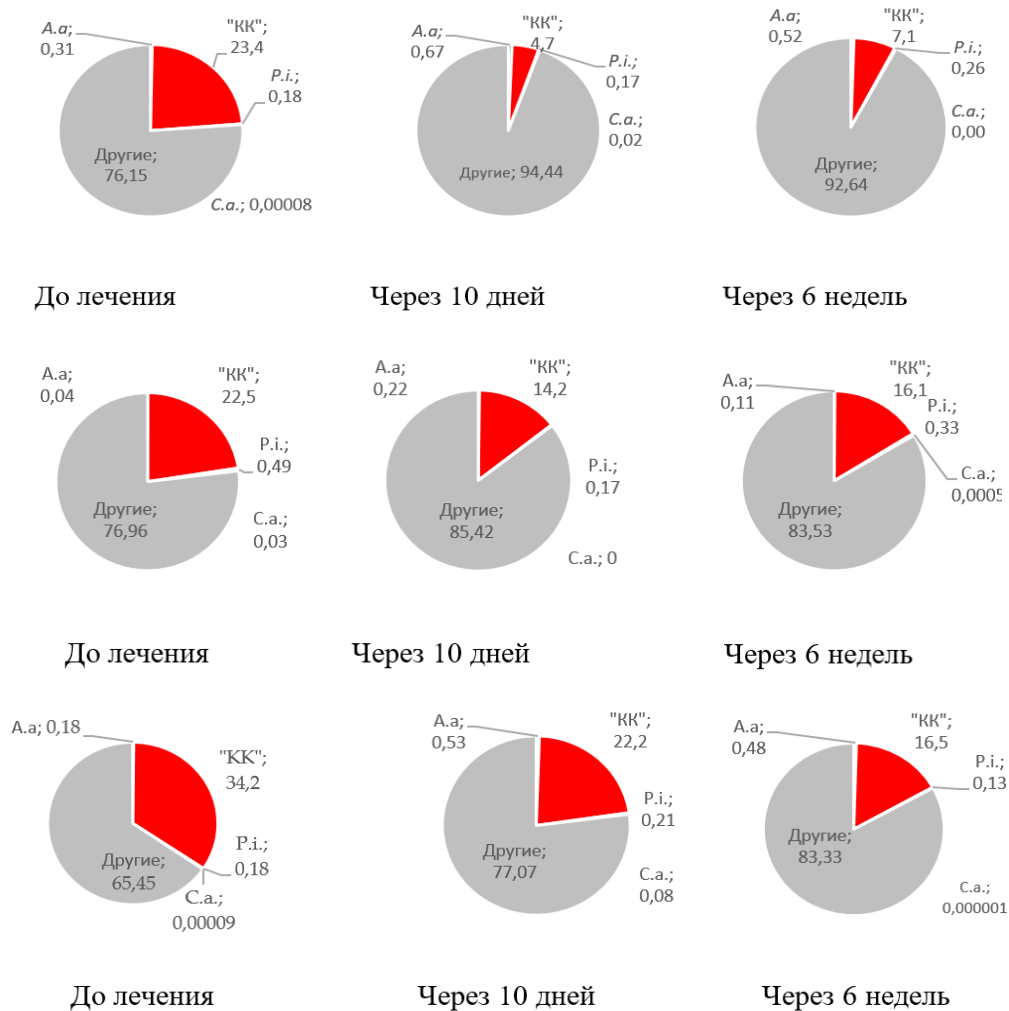 A.a;
0,31
"КК";
23,4
P.i.;
0,18
Другие;
76,15
C.a.; 0,00008
A.a;
0,67
"КК";
4,7
P.i.;
0,17
C.a.;
0,02
Другие; 94,44
A.a;
0,52
"КК";
7,1
P.i.;
0,26
C.a.;
0,00
Другие;
92,64
До лечения
Через 10 дней
Через 6 недель
A.a;
0,04
"КК";
22,5
P.i.;
0,49
Другие;
76,96
C.a.;
0,03
A.a;
0,22
"КК";
14,2
P.i.;
0,17
Другие;
85,42
C.a.; 0
A.a;
0,11
"КК";
16,1
P.i.;
0,33
C.a.;
0,0005
Другие;
83,53
До лечения
Через 10 дней
Через 6 недель
A.a; 0,18
"КК";
34,2
P.i.;
0,18
Другие;
65,45
C.a.;
0,00009
A.a;
0,53
"КК";
22,2
P.i.;
0,21
Другие;
77,07
C.a.;
0,08
A.a;
0,48
"КК";
16,5
P.i.;
0,13
Другие;
83,33
C.a.;
0,000001
До лечения
Через 10 дней
Через 6 недель